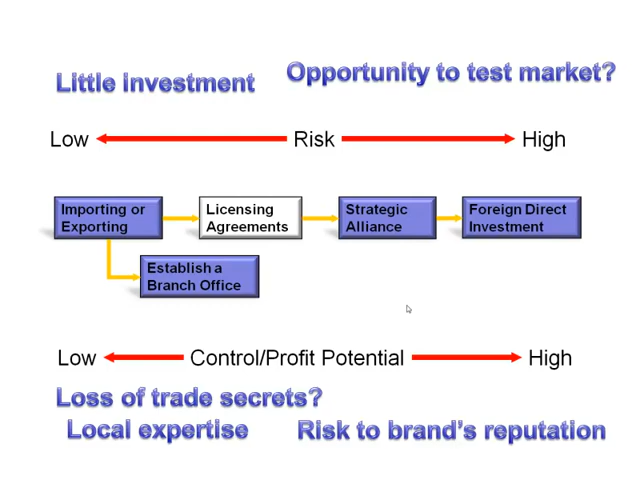 Little investment
Opportunity to test market?
Low Risk High
Importing or
Exporting
Licensing
Agreements
Strategic
Alliance
Foreign Direct
Investment
Establish a
Branch Office
Low Control/Profit Potential High
Loss of trade secrets?
Local expertise
Risk to brand's reputation